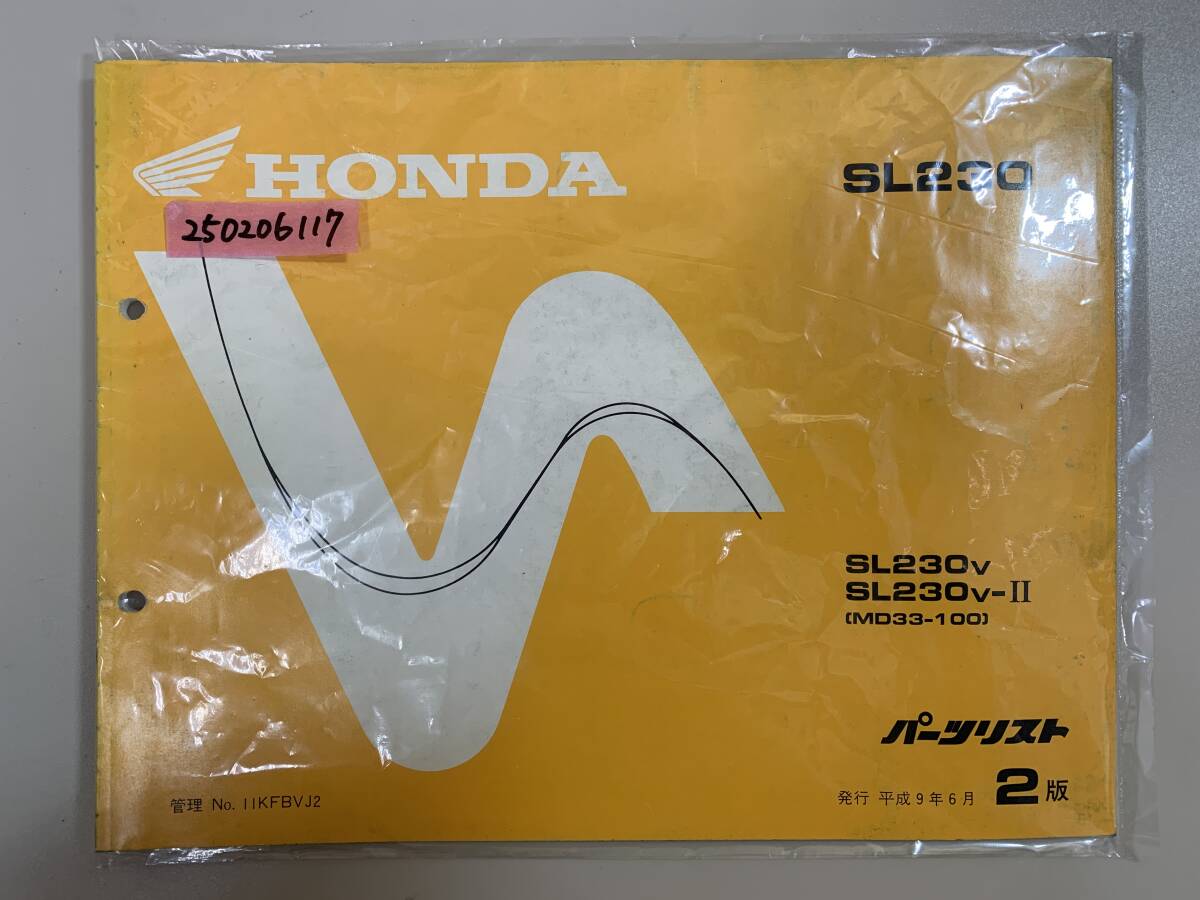 HONDA
SL230
250206117
SL230V
SL230V-II
(MD33-100)
パーツリスト
管理 No. 11KFBVJ2
発行 平成9年6月 2版